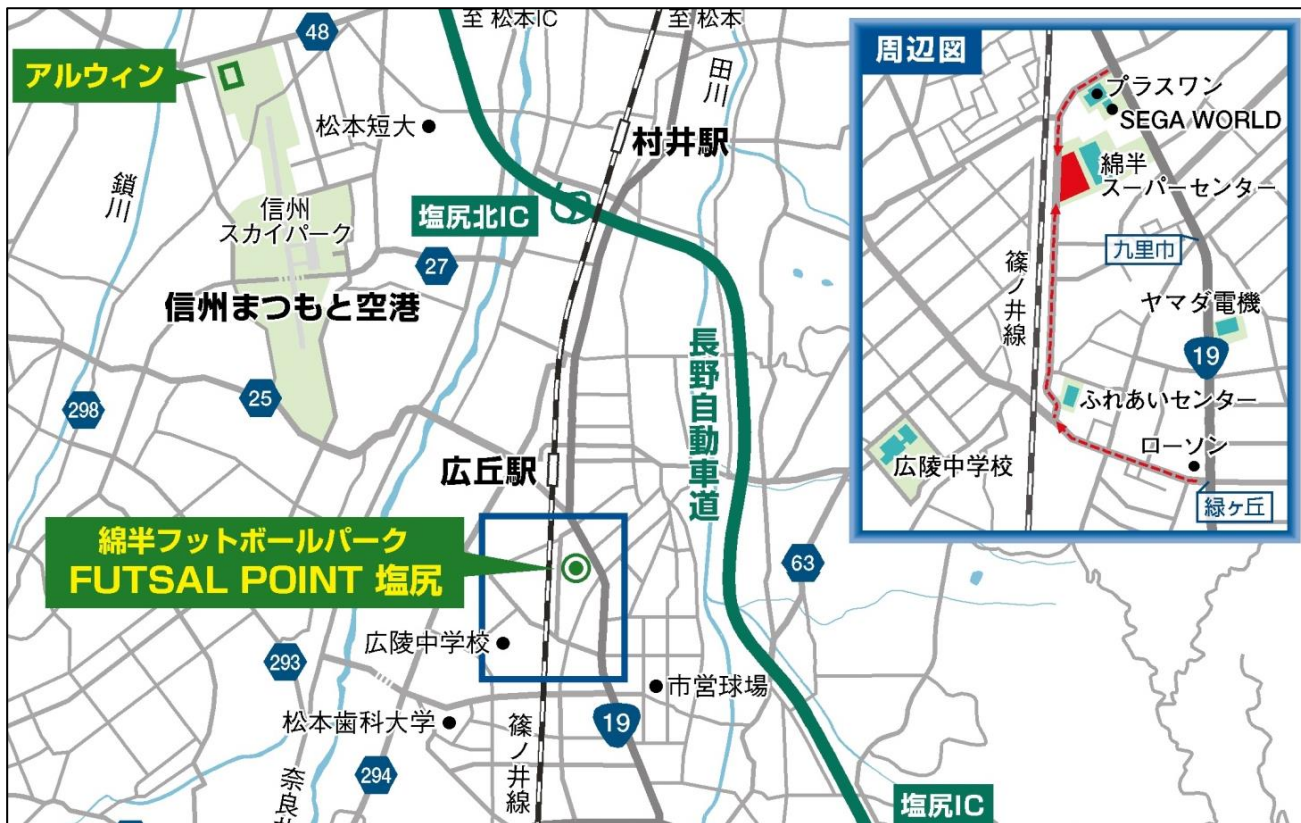 至 松本IC
至 松本
48
アルウィン
田川
松本短大
村井駅
鎖川
信州
スカイパーク
塩尻北IC
27
信州まつもと空港
長野自動車道
25
298
広丘駅
綿半フットボールパーク
FUTSAL POINT 塩尻
63
広陵中学校
293
市営球場
松本歯科大学
19
篠ノ井線
294
奈良井
塩尻IC
周辺図
プラスワン
SEGA WORLD
綿半
スーパーセンター
九里巾
篠ノ井線
ヤマダ電機
19
ふれあいセンター
ローソン
広陵中学校
緑ヶ丘